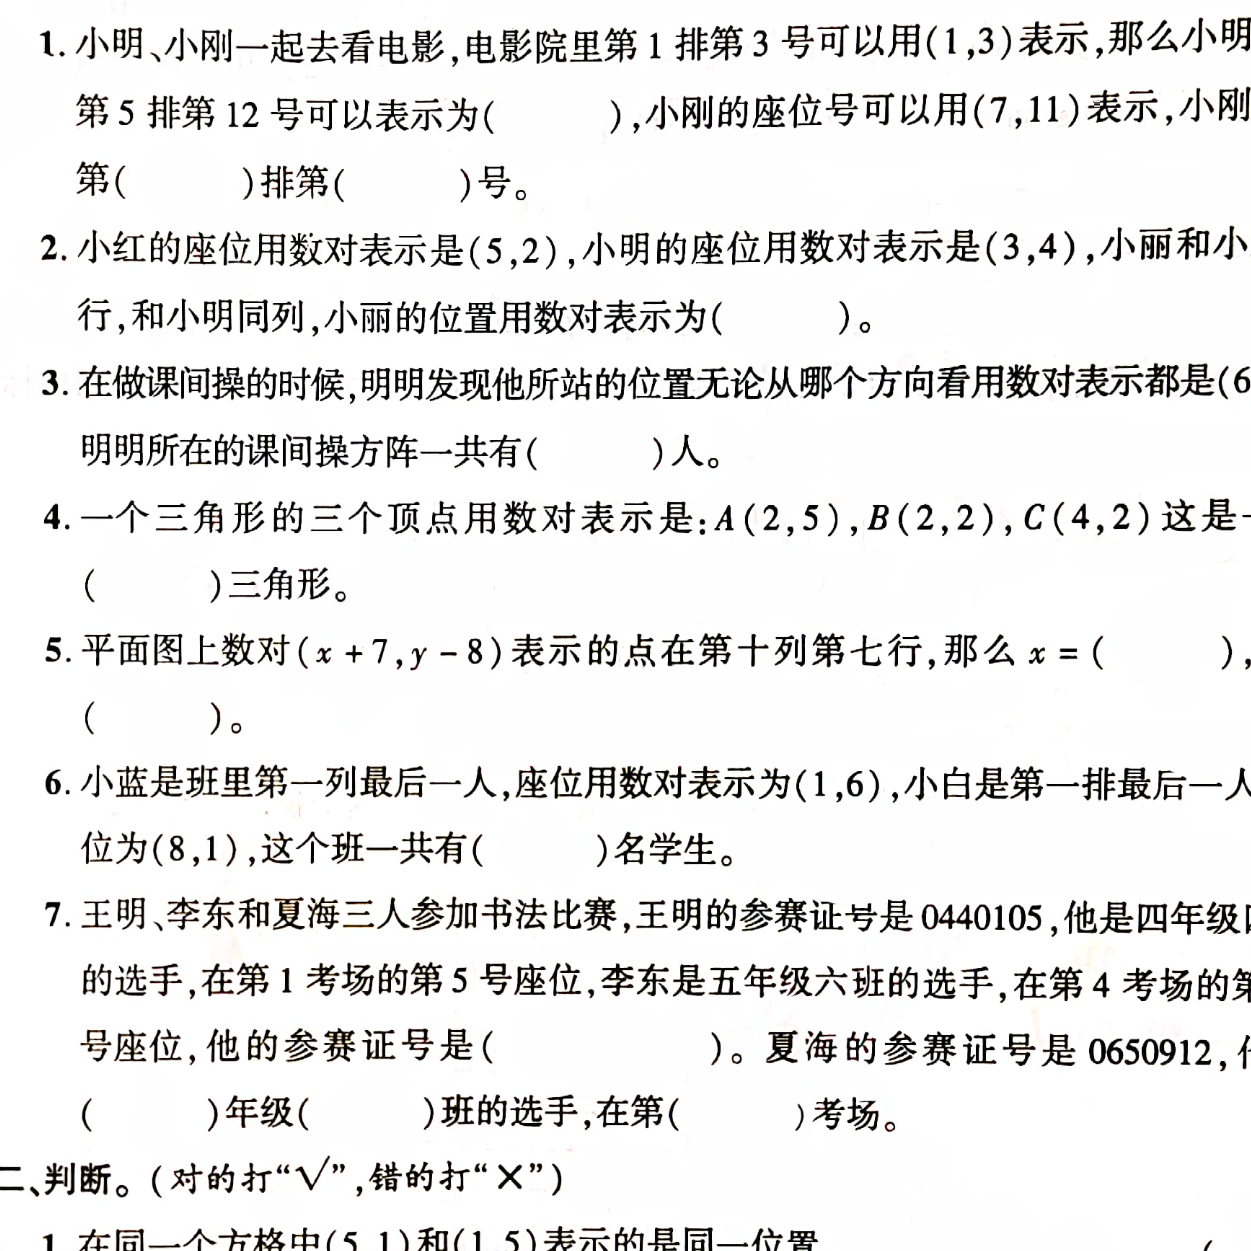 1. 小明、小刚一起去看电影,电影院里第 1 排第 3 号可以用(1,3)表示,那么小明
第 5 排第 12 号可以表示为(      ),小刚的座位号可以用(7,11)表示,小刚
第(      )排第(      )号。
2. 小红的座位用数对表示是(5,2),小明的座位用数对表示是(3,4),小丽和小
行,和小明同列,小丽的位置用数对表示为(      )。
3. 在做课间操的时候,明明发现他所站的位置无论从哪个方向看用数对表示都是(6
明明所在的课间操方阵一共有(      )人。
4. 一个三角形的三个顶点用数对表示是:A(2,5),B(2,2),C(4,2)这是一
(      )三角形。
5. 平面图上数对(x + 7,y - 8)表示的点在第十列第七行,那么 x = (      ),
(      )。
6. 小蓝是班里第一列最后一人,座位用数对表示为(1,6),小白是第一排最后一人
位为(8,1),这个班一共有(      )名学生。
7. 王明、李东和夏海三人参加书法比赛,王明的参赛证号是 0440105,他是四年级
的选手,在第 1 考场的第 5 号座位,李东是五年级六班的选手,在第 4 考场的第
号座位,他的参赛证号是(      )。夏海的参赛证号是 0650912,
(      )年级(      )班的选手,在第(      )考场。
二、判断。(对的打“√”,错的打“×”)
1. 在同一个方格中(5,1)和(1,5)表示的是同一位置 (